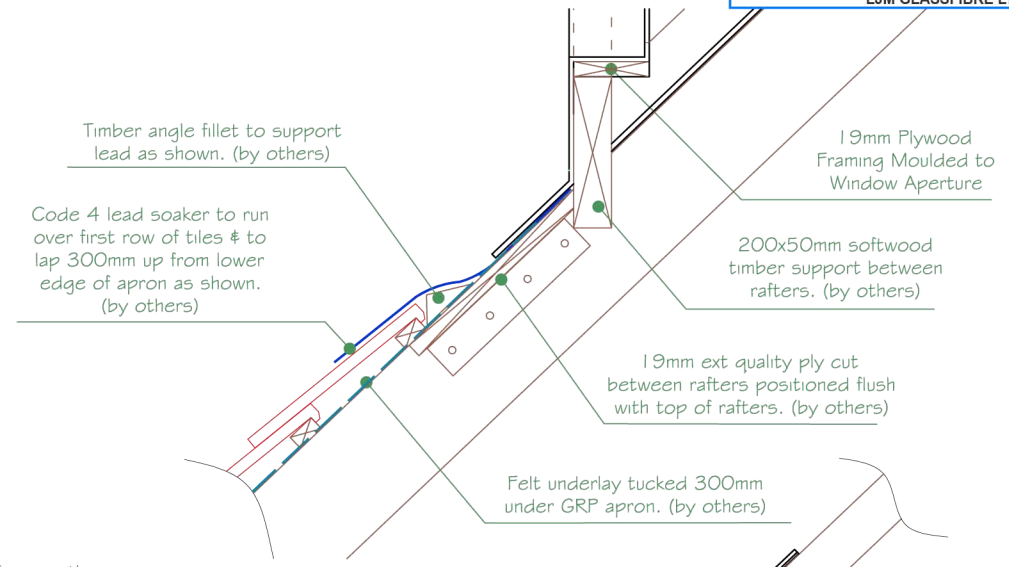 Timber angle fillet to support
lead as shown. (by others)
Code 4 lead soaker to run
over first row of tiles & to
lap 300mm up from lower
edge of apron as shown.
(by others)
19mm Plywood
Framing Moulded to
Window Aperture
200x50mm softwood
timber support between
rafters. (by others)
19mm ext quality ply cut
between rafters positioned flush
with top of rafters. (by others)
Felt underlay tucked 300mm
under GRP apron. (by others)